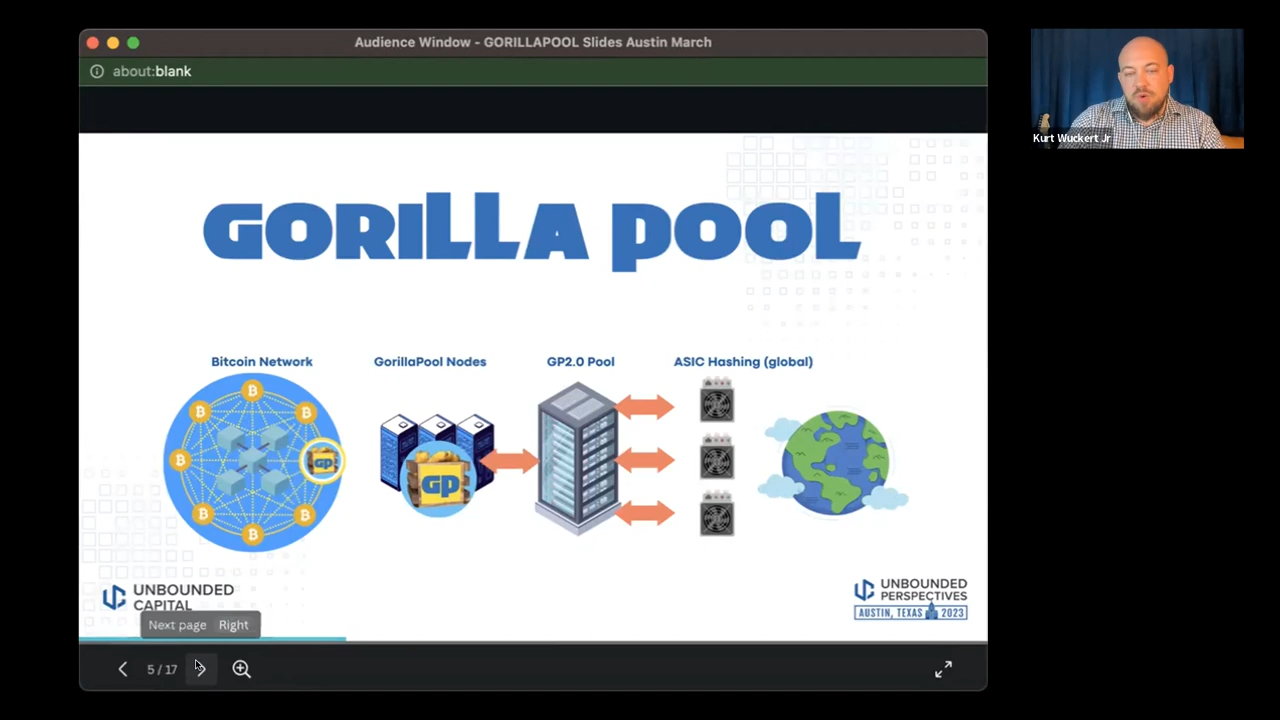 Audience Window - GORILLAPOOL Slides Austin March
about:blank
Kurt Wuckert Jr
GORILLA POOL
Bitcoin Network
GorillaPool Nodes
GP2.0 Pool
ASIC Hashing (global)
GP
GP
UNBOUNDED
CAPITAL
UNBOUNDED
PERSPECTIVES
AUSTIN, TEXAS 2023
Next page Right
5 / 17